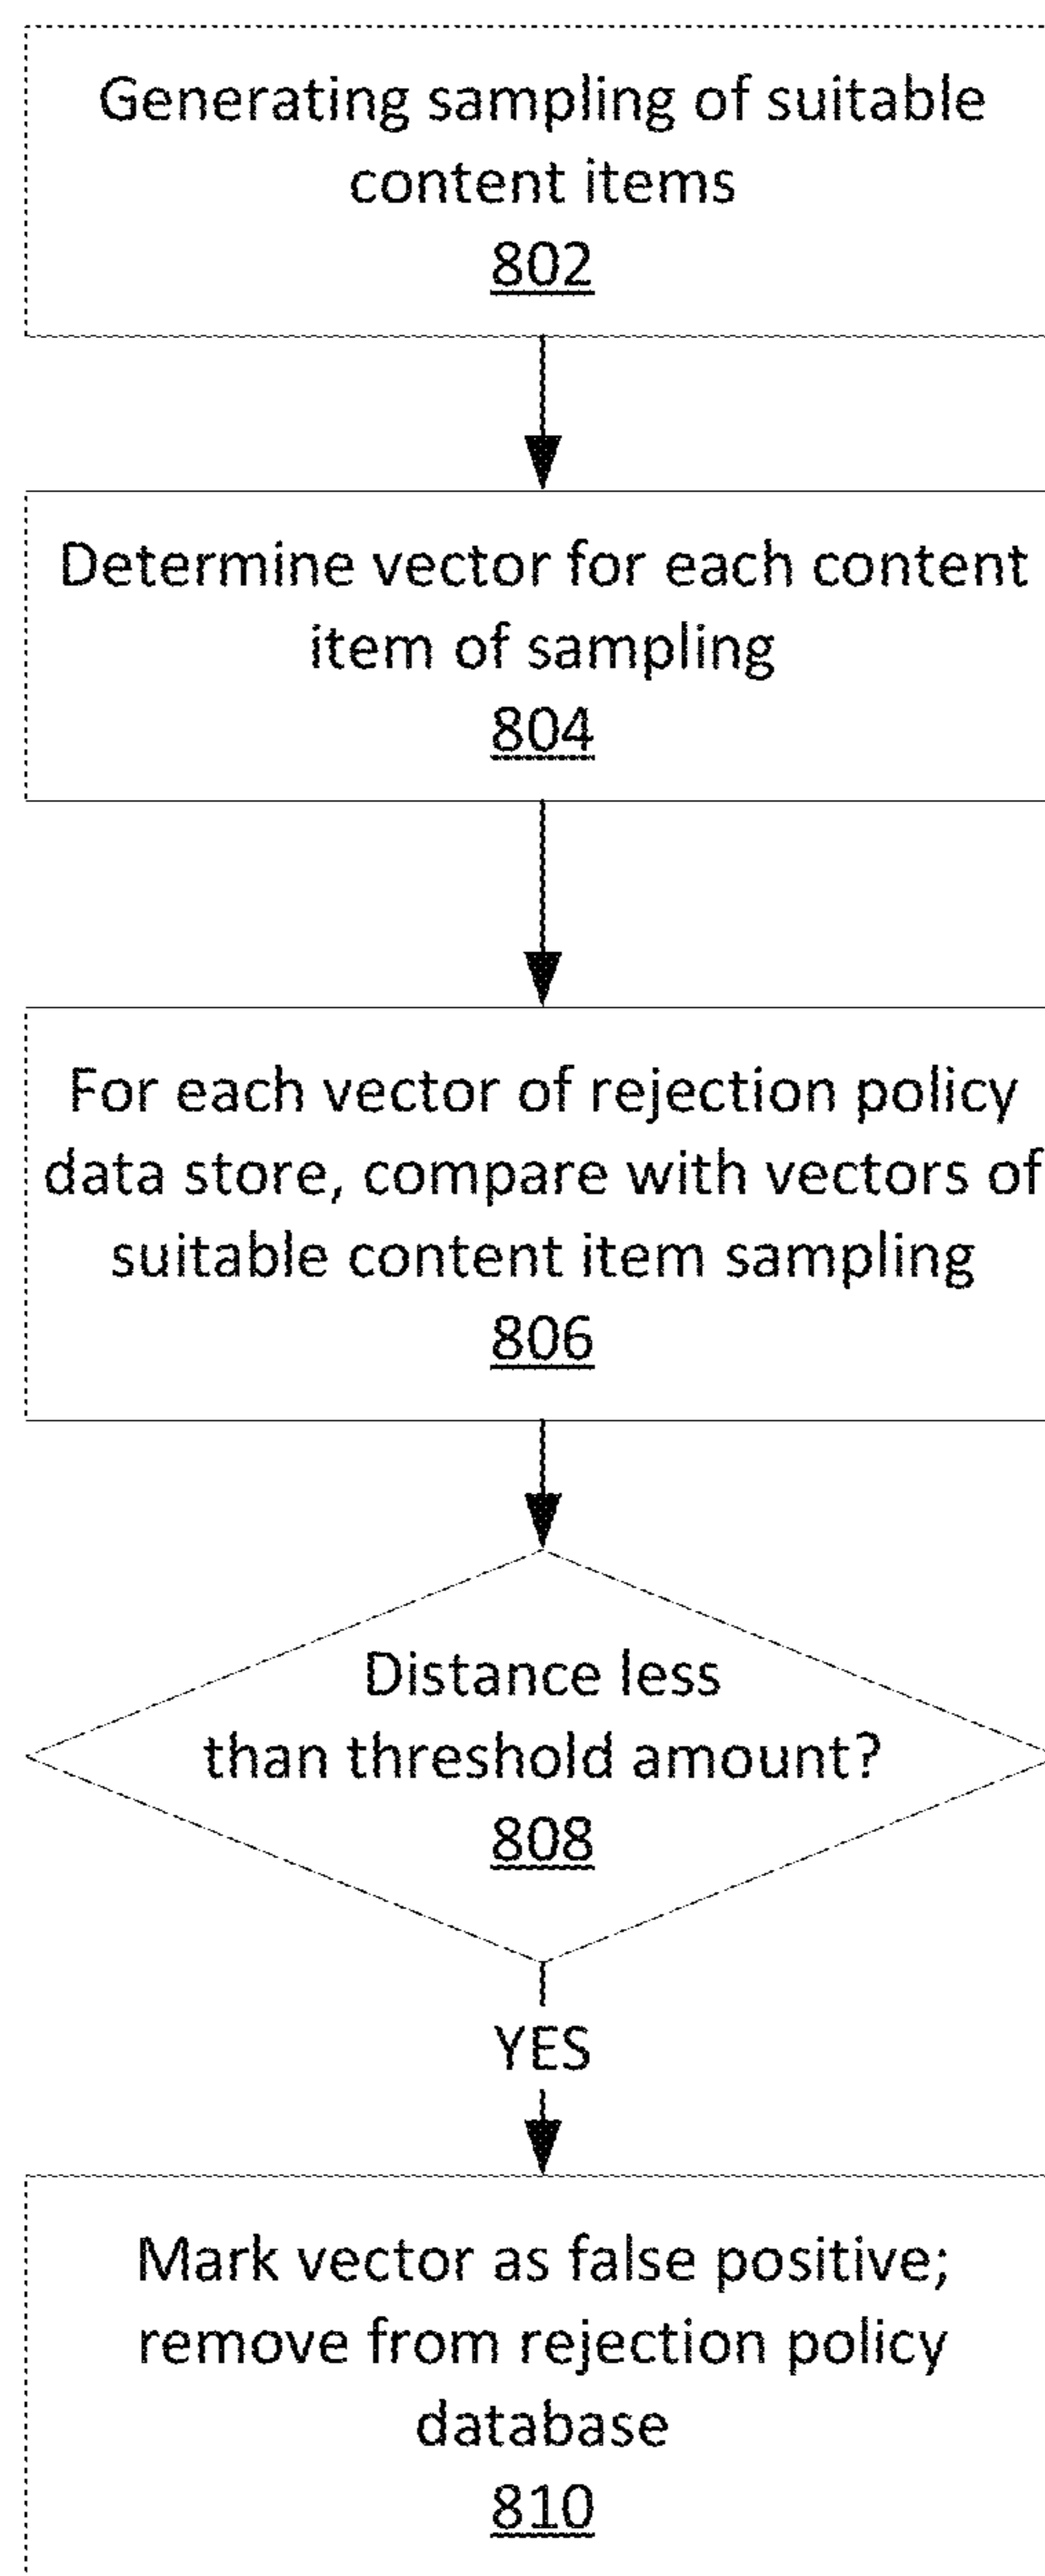 Generating sampling of suitable
content items
802
Determine vector for each content
item of sampling
804
For each vector of rejection policy
data store, compare with vectors of
suitable content item sampling
806
Distance less
than threshold amount?
808
YES
Mark vector as false positive;
remove from rejection policy
database
810